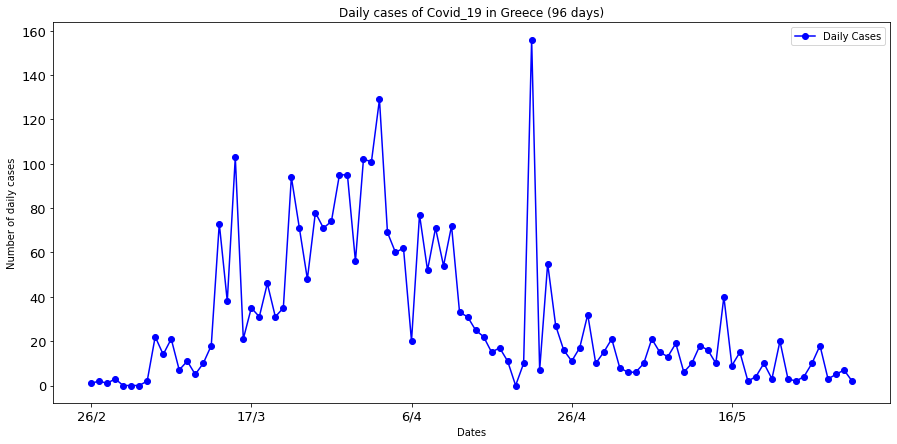 Daily cases of Covid_19 in Greece (96 days)
Daily Cases
Number of daily cases
160
140
120
100
80
60
40
20
0
26/2 17/3 6/4 26/4 16/5
Dates